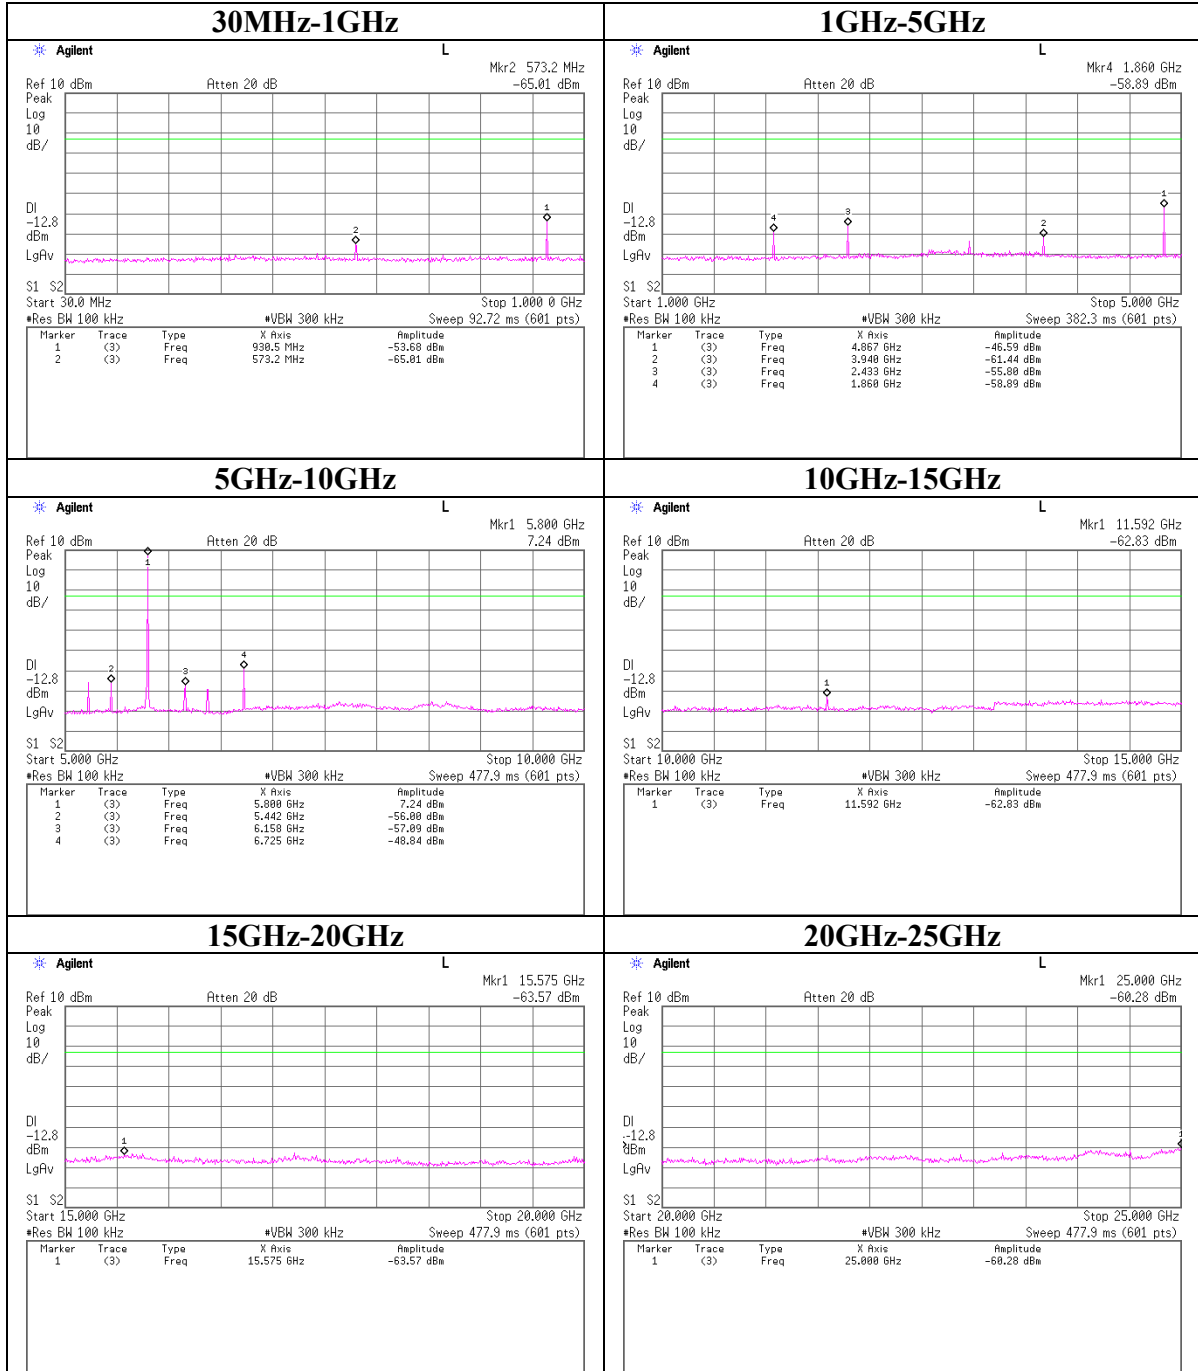 30MHz-1GHz
Agilent L
Mkr2 573.2 MHz
Ref 10 dBm Atten 20 dB -65.01 dBm
Peak
Log
10
dB/
2
1
DI
-12.8
dBm
LgAv
S1 S2
Start 30.0 MHz Stop 1.000 0 GHz
#Res BW 100 kHz #VBW 300 kHz Sweep 92.72 ms (601 pts)
Marker Trace Type X Axis Amplitude
1 (3) Freq 930.5 MHz -53.68 dBm
2 (3) Freq 573.2 MHz -65.01 dBm
1GHz-5GHz
Agilent L
Mkr4 1.860 GHz
Ref 10 dBm Atten 20 dB -58.89 dBm
Peak
Log
10
dB/
4
3
2
1
DI
-12.8
dBm
LgAv
S1 S2
Start 1.000 GHz Stop 5.000 GHz
#Res BW 100 kHz #VBW 300 kHz Sweep 382.3 ms (601 pts)
Marker Trace Type X Axis Amplitude
1 (3) Freq 4.867 GHz -46.59 dBm
2 (3) Freq 3.940 GHz -61.44 dBm
3 (3) Freq 2.433 GHz -55.80 dBm
4 (3) Freq 1.860 GHz -58.89 dBm
5GHz-10GHz
Agilent L
Mkr1 5.800 GHz
Ref 10 dBm Atten 20 dB 7.24 dBm
Peak
Log
10
dB/
1
2
3
4
DI
-12.8
dBm
LgAv
S1 S2
Start 5.000 GHz Stop 10.000 GHz
#Res BW 100 kHz #VBW 300 kHz Sweep 477.9 ms (601 pts)
Marker Trace Type X Axis Amplitude
1 (3) Freq 5.800 GHz 7.24 dBm
2 (3) Freq 5.442 GHz -56.00 dBm
3 (3) Freq 6.158 GHz -57.09 dBm
4 (3) Freq 6.725 GHz -48.84 dBm
10GHz-15GHz
Agilent L
Mkr1 11.592 GHz
Ref 10 dBm Atten 20 dB -62.83 dBm
Peak
Log
10
dB/
1
DI
-12.8
dBm
LgAv
S1 S2
Start 10.000 GHz Stop 15.000 GHz
#Res BW 100 kHz #VBW 300 kHz Sweep 477.9 ms (601 pts)
Marker Trace Type X Axis Amplitude
1 (3) Freq 11.592 GHz -62.83 dBm
15GHz-20GHz
Agilent L
Mkr1 15.575 GHz
Ref 10 dBm Atten 20 dB -63.57 dBm
Peak
Log
10
dB/
1
DI
-12.8
dBm
LgAv
S1 S2
Start 15.000 GHz Stop 20.000 GHz
#Res BW 100 kHz #VBW 300 kHz Sweep 477.9 ms (601 pts)
Marker Trace Type X Axis Amplitude
1 (3) Freq 15.575 GHz -63.57 dBm
20GHz-25GHz
Agilent L
Mkr1 25.000 GHz
Ref 10 dBm Atten 20 dB -60.28 dBm
Peak
Log
10
dB/
1
DI
-12.8
dBm
LgAv
S1 S2
Start 20.000 GHz Stop 25.000 GHz
#Res BW 100 kHz #VBW 300 kHz Sweep 477.9 ms (601 pts)
Marker Trace Type X Axis Amplitude
1 (3) Freq 25.000 GHz -60.28 dBm